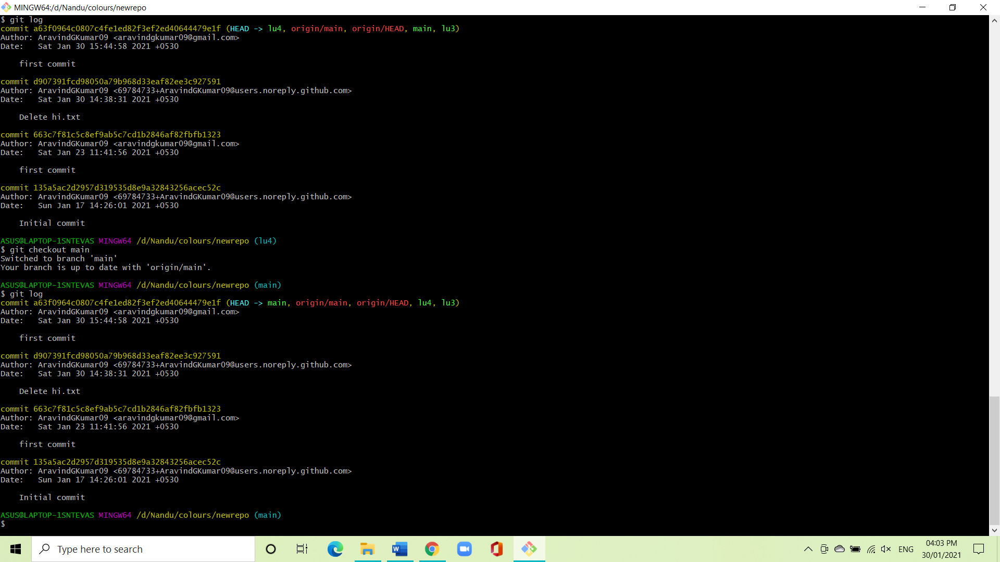 MINGW64:/d/Nandu/colours/newrepo
$ git log
commit a63f0964c0807c4fe1ed82f3ef2ed40644479e1f (HEAD -> lu4, origin/main, origin/HEAD, main, lu3)
Author: AravindGKumar09 <aravindgkumar09@gmail.com>
Date:   Sat Jan 30 15:44:58 2021 +0530
    first commit
commit d907391fcd98050a79b968d33eaf82ee3c927591
Author: AravindGKumar09 <69784733+AravindGKumar09@users.noreply.github.com>
Date:   Sat Jan 30 14:38:31 2021 +0530
    Delete hi.txt
commit 663c7f81c5c8ef9ab5c7cd1b2846af82fbfb1323
Author: AravindGKumar09 <aravindgkumar09@gmail.com>
Date:   Sat Jan 23 11:41:56 2021 +0530
    first commit
commit 135a5ac2d2957d319535d8e9a32843256acec52c
Author: AravindGKumar09 <69784733+AravindGKumar09@users.noreply.github.com>
Date:   Sun Jan 17 14:26:01 2021 +0530
    Initial commit
ASUS@LAPTOP-1SNTEVAS MINGW64 /d/Nandu/colours/newrepo (lu4)
$ git checkout main
Switched to branch 'main'
Your branch is up to date with 'origin/main'.
ASUS@LAPTOP-1SNTEVAS MINGW64 /d/Nandu/colours/newrepo (main)
$ git log
commit a63f0964c0807c4fe1ed82f3ef2ed40644479e1f (HEAD -> main, origin/main, origin/HEAD, lu4, lu3)
Author: AravindGKumar09 <aravindgkumar09@gmail.com>
Date:   Sat Jan 30 15:44:58 2021 +0530
    first commit
commit d907391fcd98050a79b968d33eaf82ee3c927591
Author: AravindGKumar09 <69784733+AravindGKumar09@users.noreply.github.com>
Date:   Sat Jan 30 14:38:31 2021 +0530
    Delete hi.txt
commit 663c7f81c5c8ef9ab5c7cd1b2846af82fbfb1323
Author: AravindGKumar09 <aravindgkumar09@gmail.com>
Date:   Sat Jan 23 11:41:56 2021 +0530
    first commit
commit 135a5ac2d2957d319535d8e9a32843256acec52c
Author: AravindGKumar09 <69784733+AravindGKumar09@users.noreply.github.com>
Date:   Sun Jan 17 14:26:01 2021 +0530
    Initial commit
ASUS@LAPTOP-1SNTEVAS MINGW64 /d/Nandu/colours/newrepo (main)
$
Type here to search
ENG
04:03 PM
30/01/2021